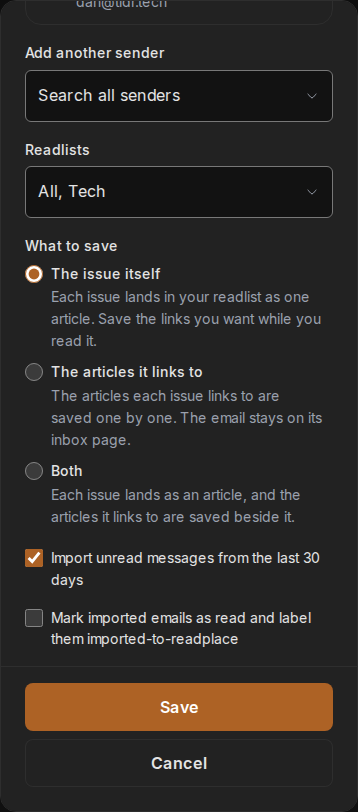 dan@tldr.tech
Add another sender
Search all senders
Readlists
All, Tech
What to save
The issue itself
Each issue lands in your readlist as one
article. Save the links you want while you
read it.
The articles it links to
The articles each issue links to are
saved one by one. The email stays on its
inbox page.
Both
Each issue lands as an article, and the
articles it links to are saved beside it.
Import unread messages from the last 30
days
Mark imported emails as read and label
them imported-to-readplace
Save
Cancel